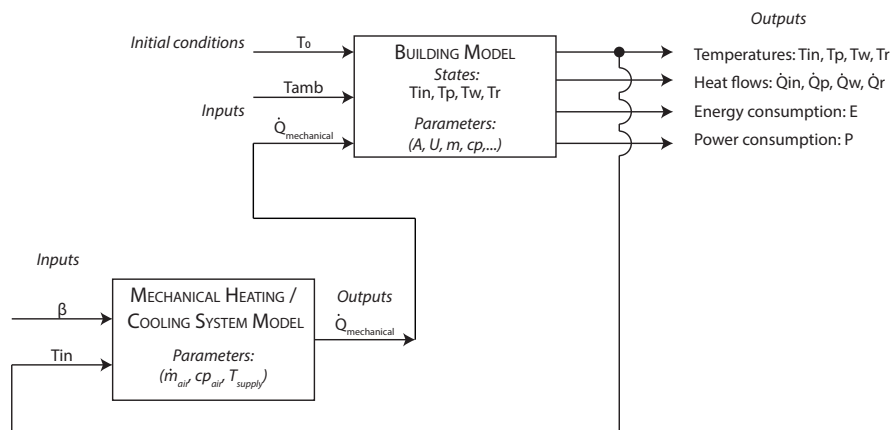 Outputs
Initial conditions
T₀
BUILDING MODEL
States:
Tin, Tp, Tw, Tr
Parameters:
(A, U, m, cp,...)
Tamb
Inputs
Q̇mechanical
Temperatures: Tin, Tp, Tw, Tr
Heat flows: Q̇in, Q̇p, Q̇w, Q̇r
Energy consumption: E
Power consumption: P
Inputs
β
Tin
MECHANICAL HEATING /
COOLING SYSTEM MODEL
Parameters:
(ṁair, cpair, Tsupply)
Outputs
Q̇mechanical